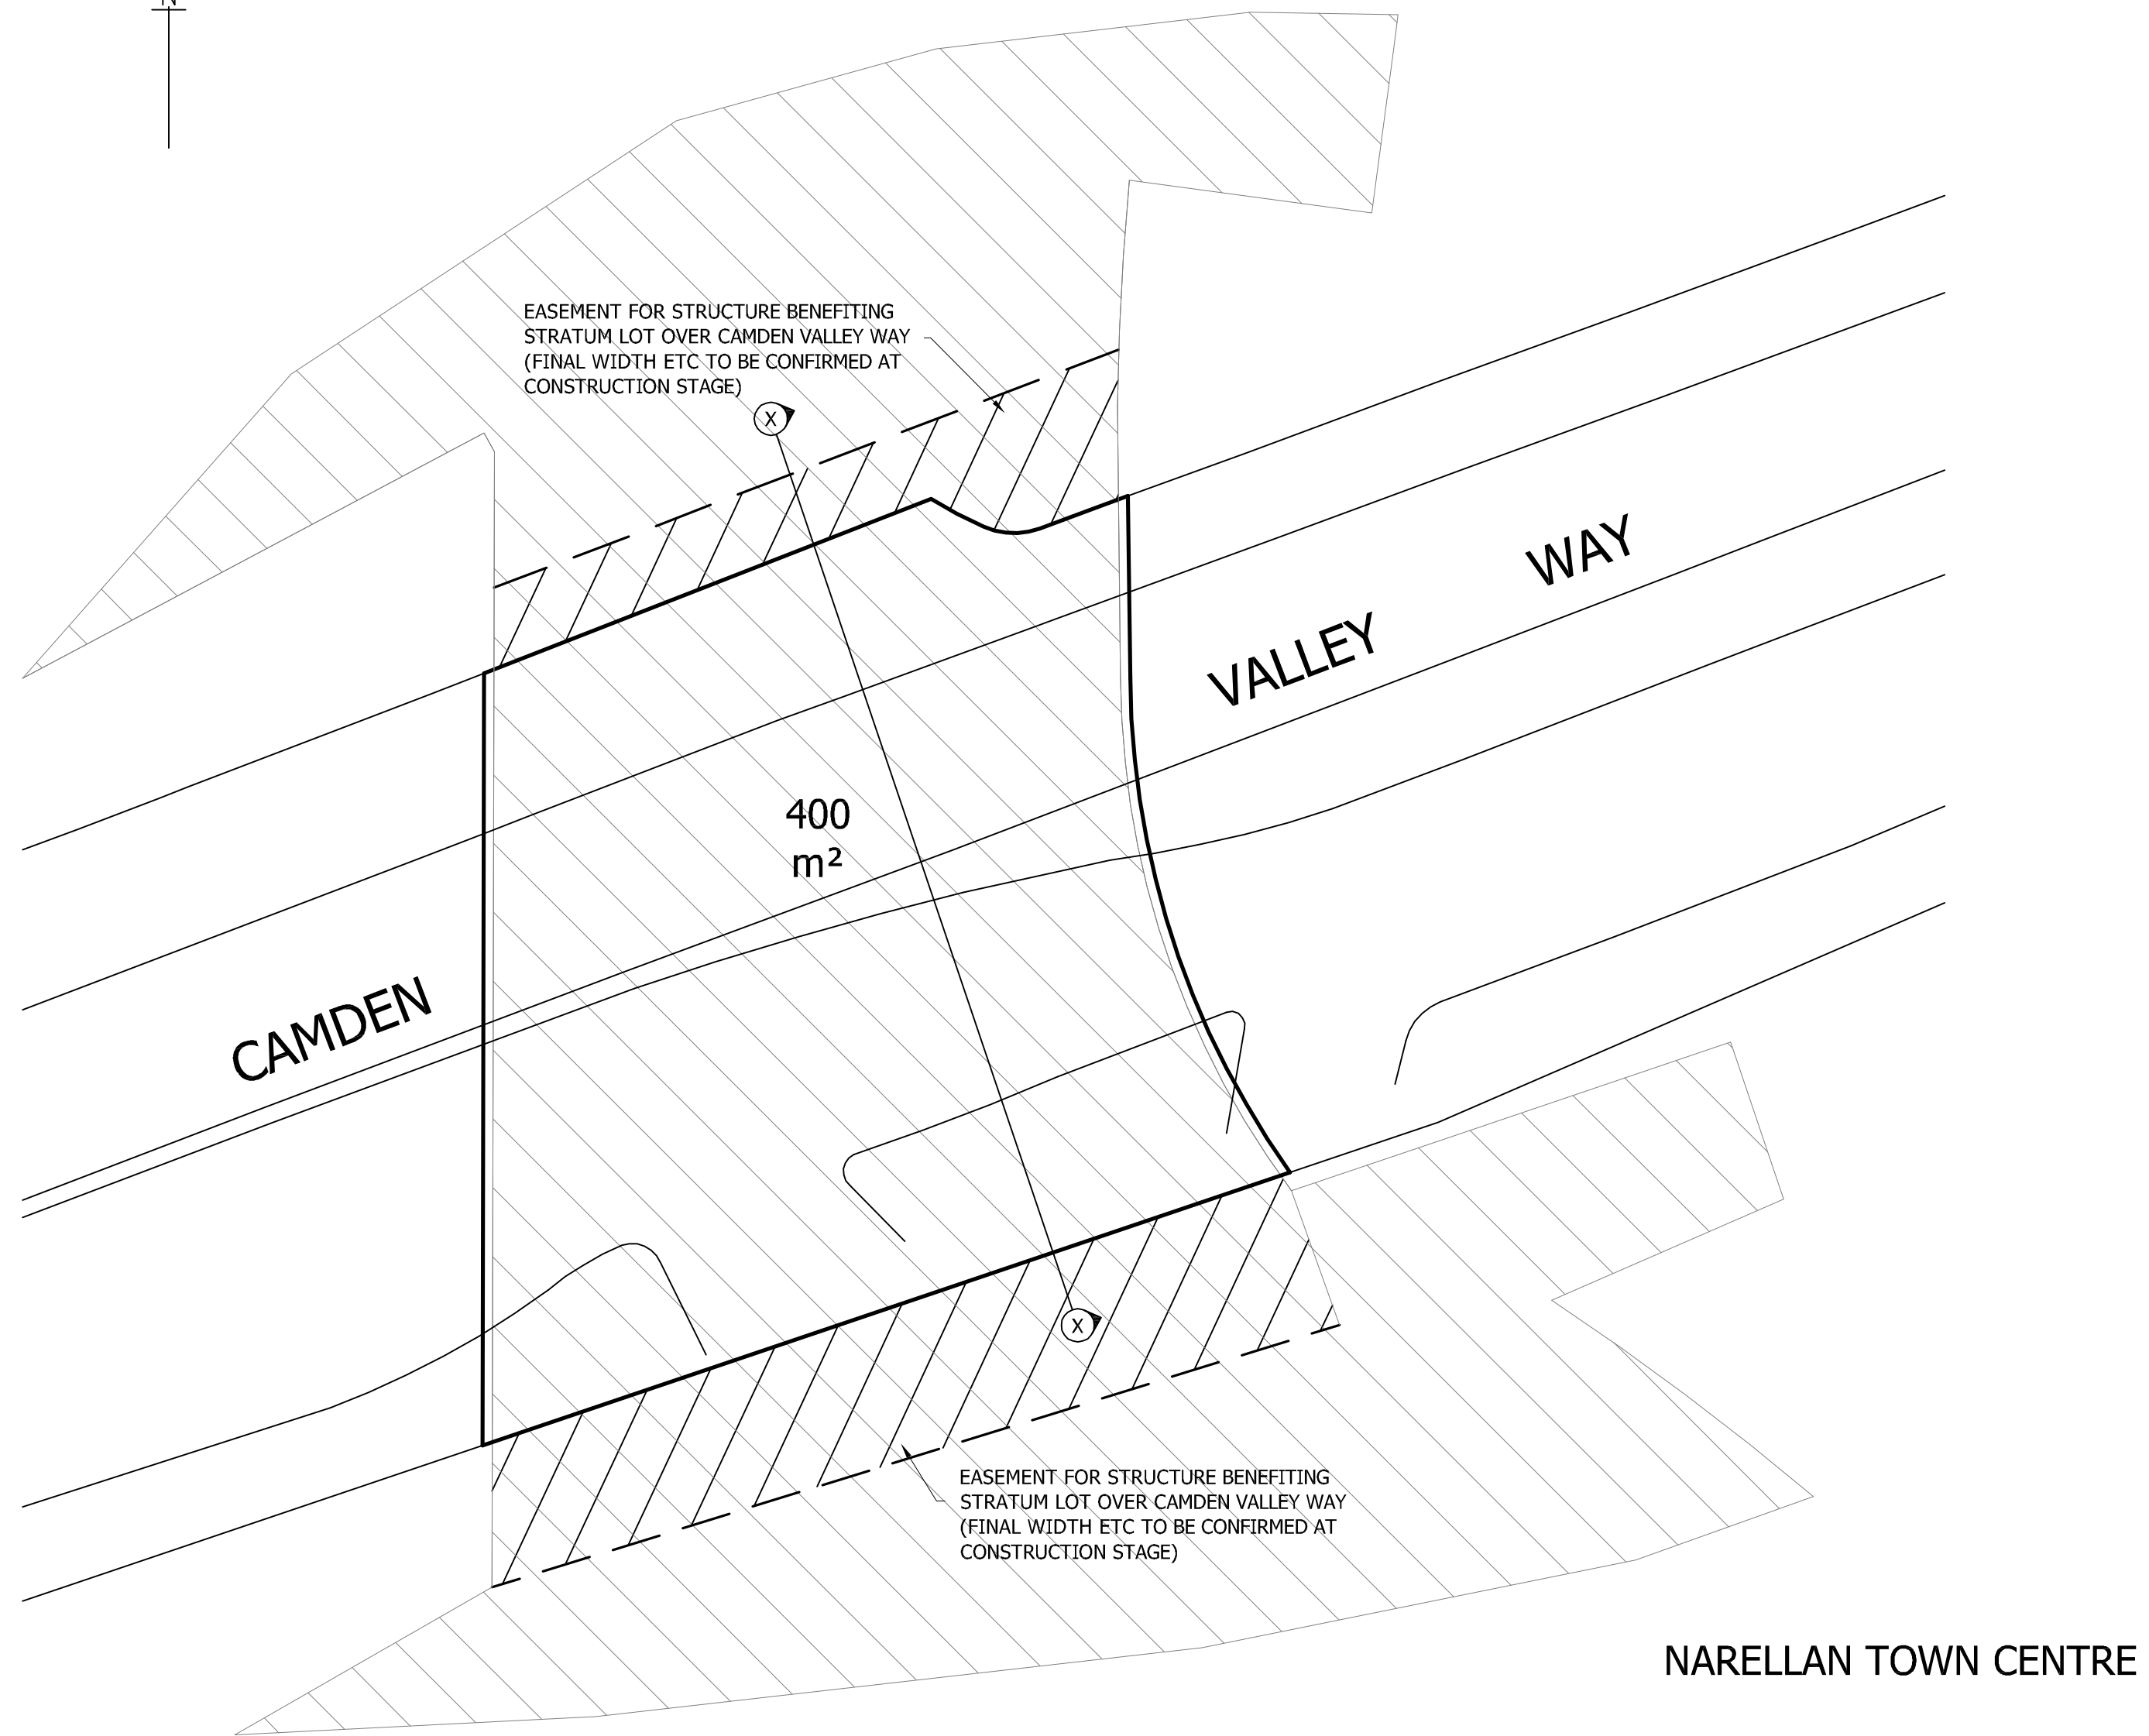 N
EASEMENT FOR STRUCTURE BENEFITING
STRATUM LOT OVER CAMDEN VALLEY WAY
(FINAL WIDTH ETC TO BE CONFIRMED AT
CONSTRUCTION STAGE)
X
WAY
VALLEY
400
m²
CAMDEN
X
EASEMENT FOR STRUCTURE BENEFITING
STRATUM LOT OVER CAMDEN VALLEY WAY
(FINAL WIDTH ETC TO BE CONFIRMED AT
CONSTRUCTION STAGE)
NARELLAN TOWN CENTRE